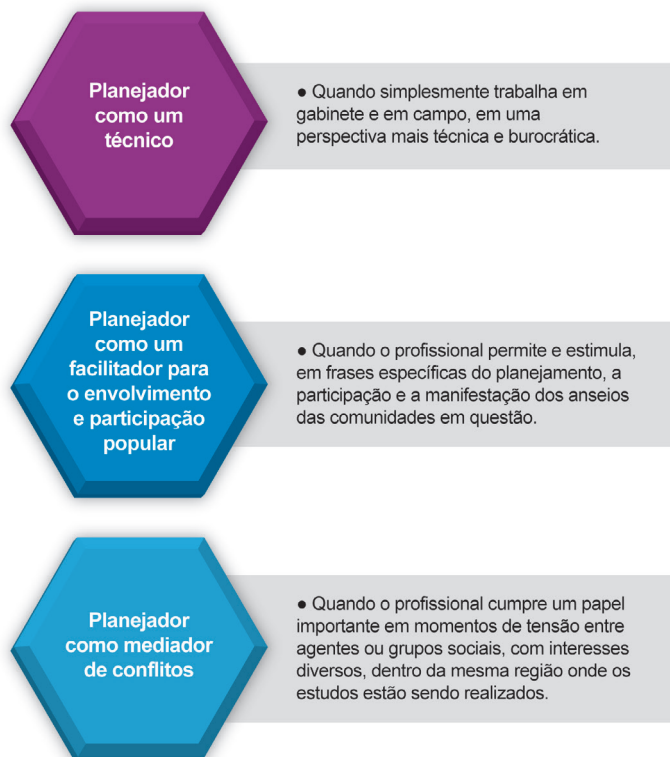 Planejador
como um
técnico
● Quando simplesmente trabalha em
gabinete e em campo, em uma
perspectiva mais técnica e burocrática.
Planejador
como um
facilitador para
o envolvimento
e participação
popular
● Quando o profissional permite e estimula,
em frases específicas do planejamento, a
participação e a manifestação dos anseios
das comunidades em questão.
Planejador
como mediador
de conflitos
● Quando o profissional cumpre um papel
importante em momentos de tensão entre
agentes ou grupos sociais, com interesses
diversos, dentro da mesma região onde os
estudos estão sendo realizados.